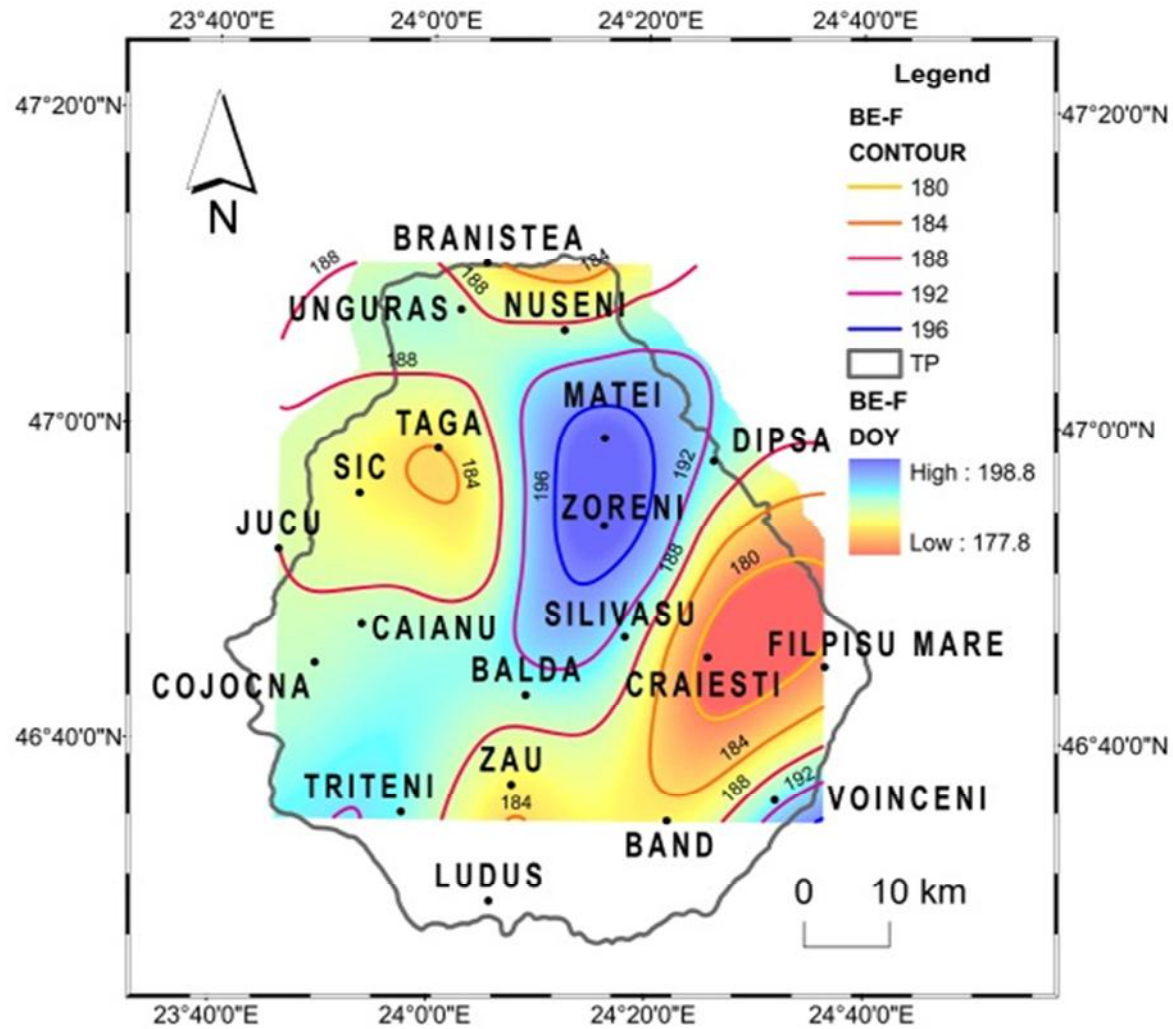 23°40'0"E 24°0'0"E 24°20'0"E 24°40'0"E
47°20'0"N 47°20'0"N
47°0'0"N 47°0'0"N
46°40'0"N 46°40'0"N
23°40'0"E 24°0'0"E 24°20'0"E 24°40'0"E
N
Legend
BE-F
CONTOUR
180
184
188
192
196
TP
BE-F
DOY
High : 198.8
Low : 177.8
BRANISTEA
188
184
188
UNGURAS
NUSENI
188
MATEI
TAGA
DIPSA
SIC
184
196
192
ZORENI
JUCU
188
180
SILIVASU
CAIANU
FILPISU MARE
BALDA
CRAIESTI
COJOCNA
184
ZAU
192
188
TRITENI
184
VOINCENI
BAND
LUDUS
0 10 km